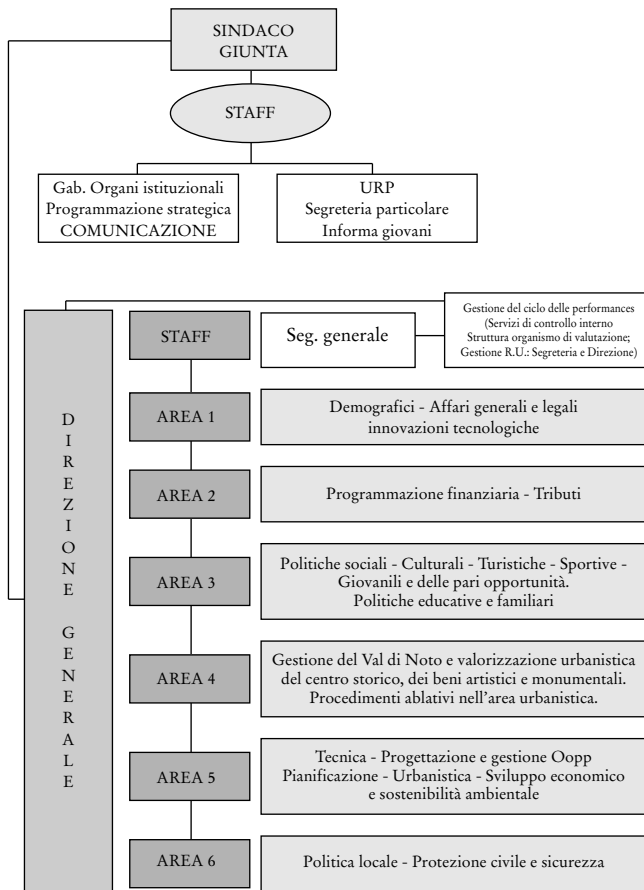 SINDACO
GIUNTA
STAFF
Gab. Organi istituzionali
Programmazione strategica
COMUNICAZIONE
URP
Segreteria particolare
Informa giovani
DIREZIONE GENERALE
STAFF
Seg. generale
Gestione del ciclo delle performances
(Servizi di controllo interno
Struttura organismo di valutazione;
Gestione R.U.: Segreteria e Direzione)
AREA 1
Demografici - Affari generali e legali
innovazioni tecnologiche
AREA 2
Programmazione finanziaria - Tributi
AREA 3
Politiche sociali - Culturali - Turistiche - Sportive -
Giovanili e delle pari opportunità.
Politiche educative e familiari
AREA 4
Gestione del Val di Noto e valorizzazione urbanistica
del centro storico, dei beni artistici e monumentali.
Procedimenti ablativi nell'area urbanistica.
AREA 5
Tecnica - Progettazione e gestione Oopp
Pianificazione - Urbanistica - Sviluppo economico
e sostenibilità ambientale
AREA 6
Politica locale - Protezione civile e sicurezza